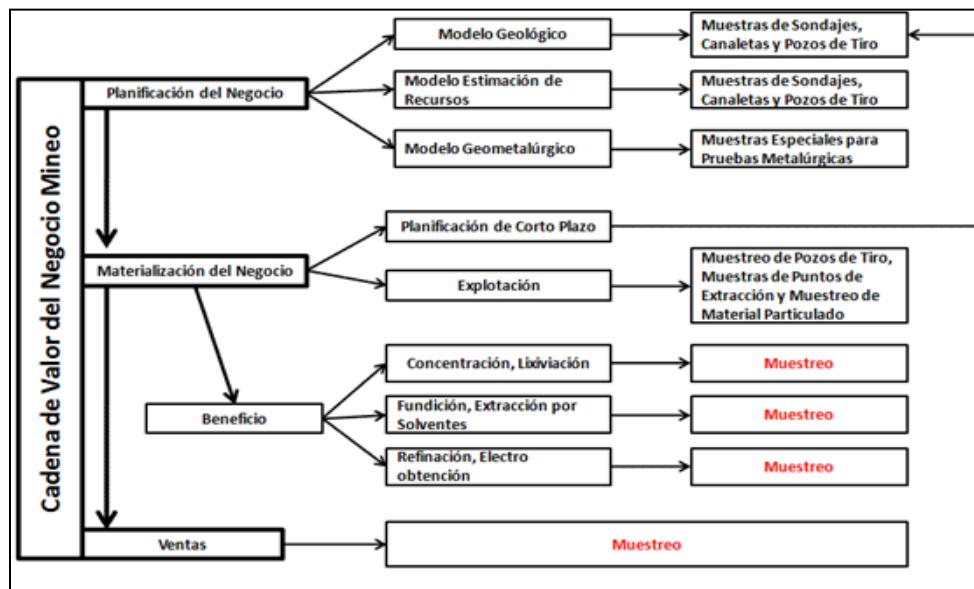 Cadena de Valor del Negocio Mineo
Planificación del Negocio
Modelo Geológico
Muestras de Sondajes,
Canaletas y Pozos de Tiro
Modelo Estimación de
Recursos
Muestras de Sondajes,
Canaletas y Pozos de Tiro
Modelo Geometalúrgico
Muestras Especiales para
Pruebas Metalúrgicas
Materialización del Negocio
Planificación de Corto Plazo
Explotación
Muestreo de Pozos de Tiro,
Muestras de Puntos de
Extracción y Muestreo de
Material Particulado
Beneficio
Concentración, Lixiviación
Muestreo
Fundición, Extracción por
Solventes
Muestreo
Refinación, Electro
obtención
Muestreo
Ventas
Muestreo